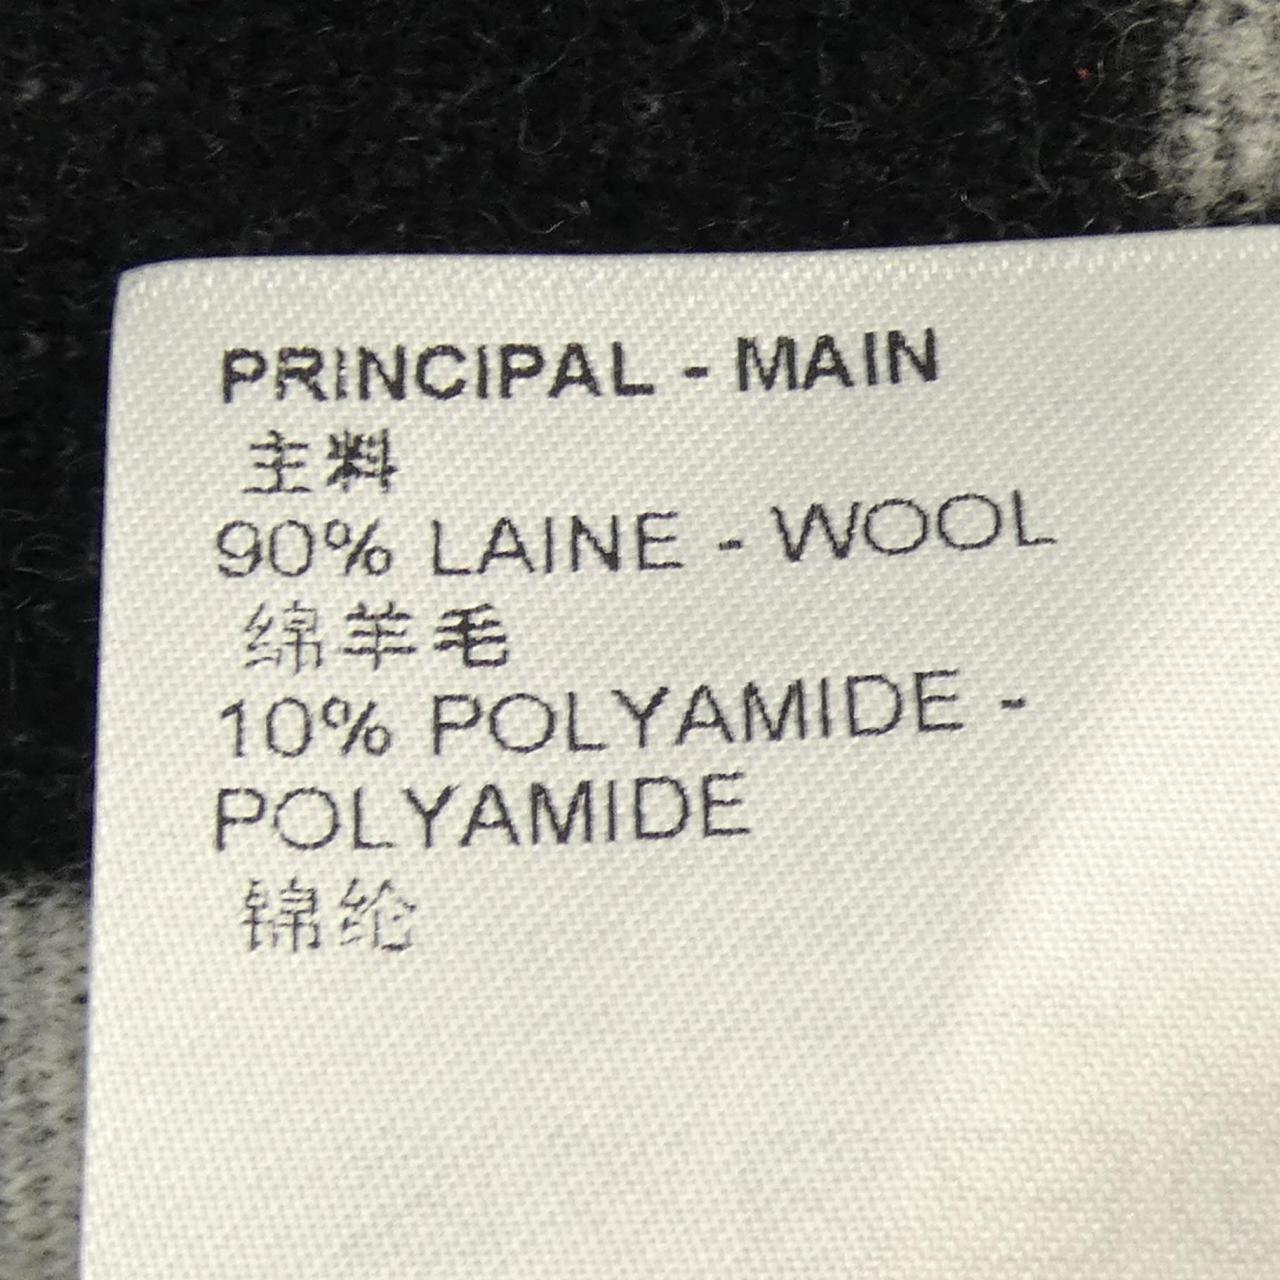 PRINCIPAL - MAIN
主料
90% LAINE - WOOL
绵羊毛
10% POLYAMIDE -
POLYAMIDE
锦纶